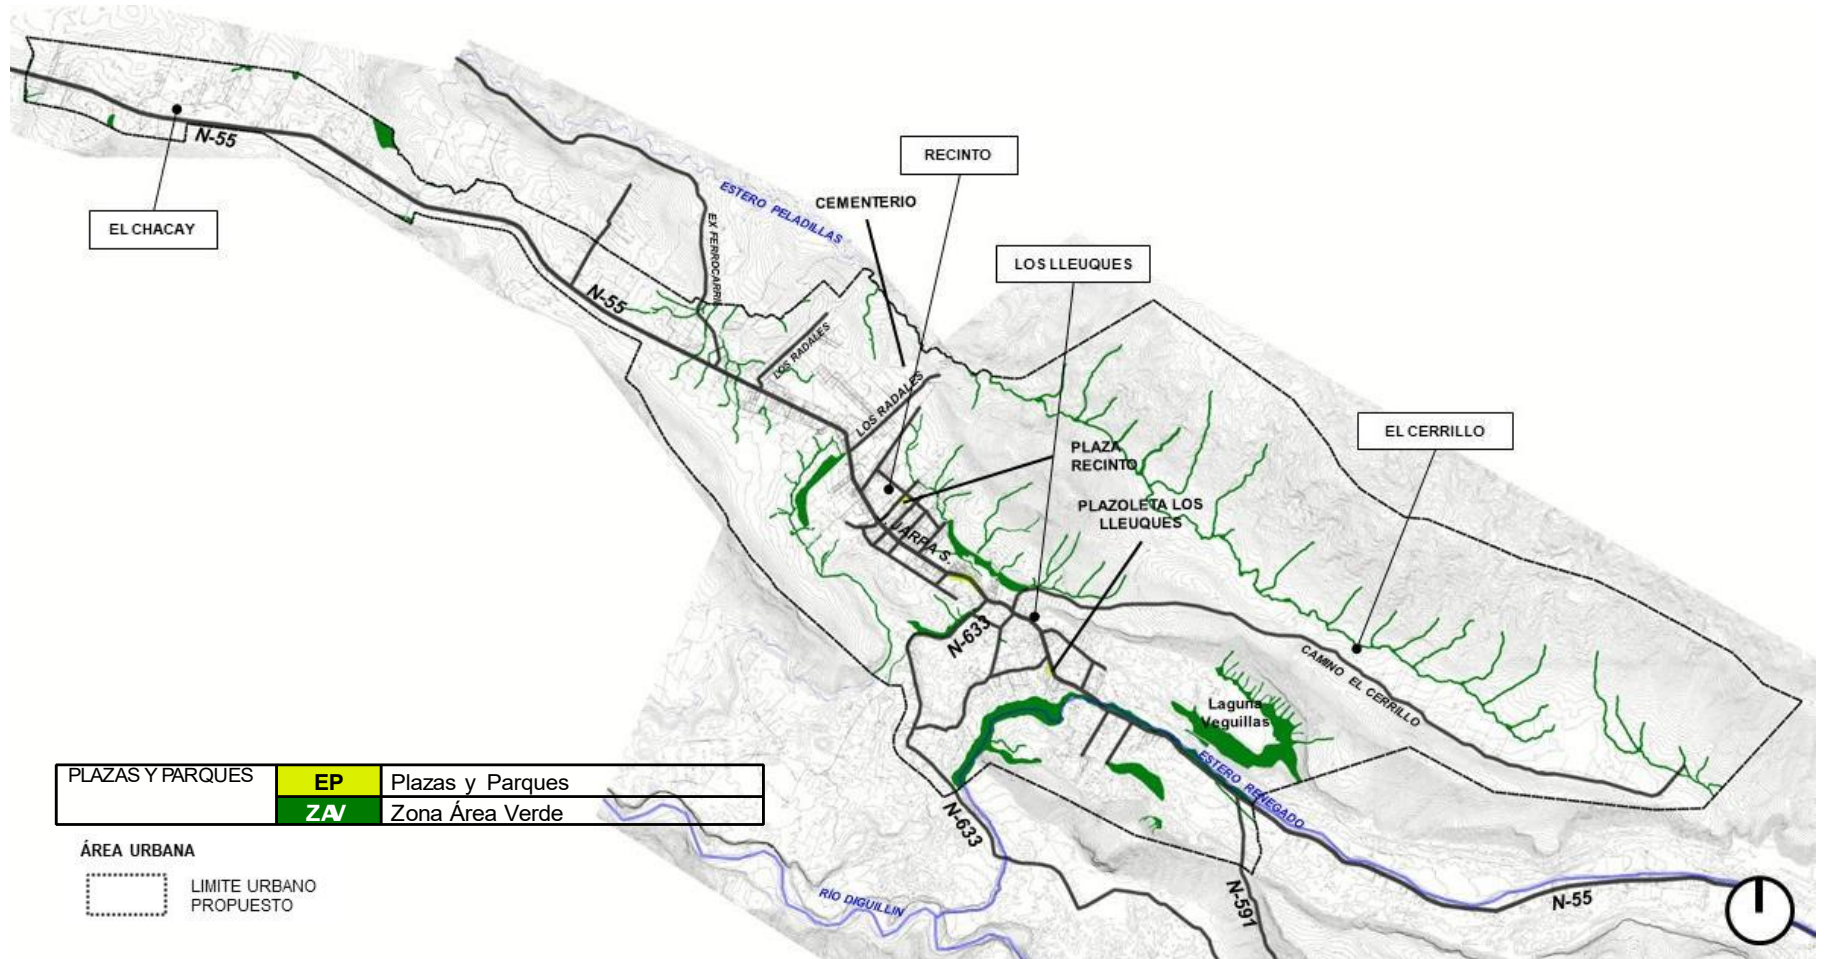 N-55
EL CHACAY
ESTERO PELADILLAS
EX FERROCARRIL
RECINTO
CEMENTERIO
LOS LLEUQUES
N-55
LOS RADALES
LOS RADALES
EL CERRILLO
PLAZA
RECINTO
PLAZOLETA LOS
LLEUQUES
JARPA S.
N-633
CAMINO EL CERRILLO
Laguna
Veguillas
ESTERO RENEGADO
N-633
N-591
N-55
RÍO DIGUILLIN
PLAZAS Y PARQUES
EP Plazas y Parques
ZAV Zona Área Verde
ÁREA URBANA
LIMITE URBANO
PROPUESTO